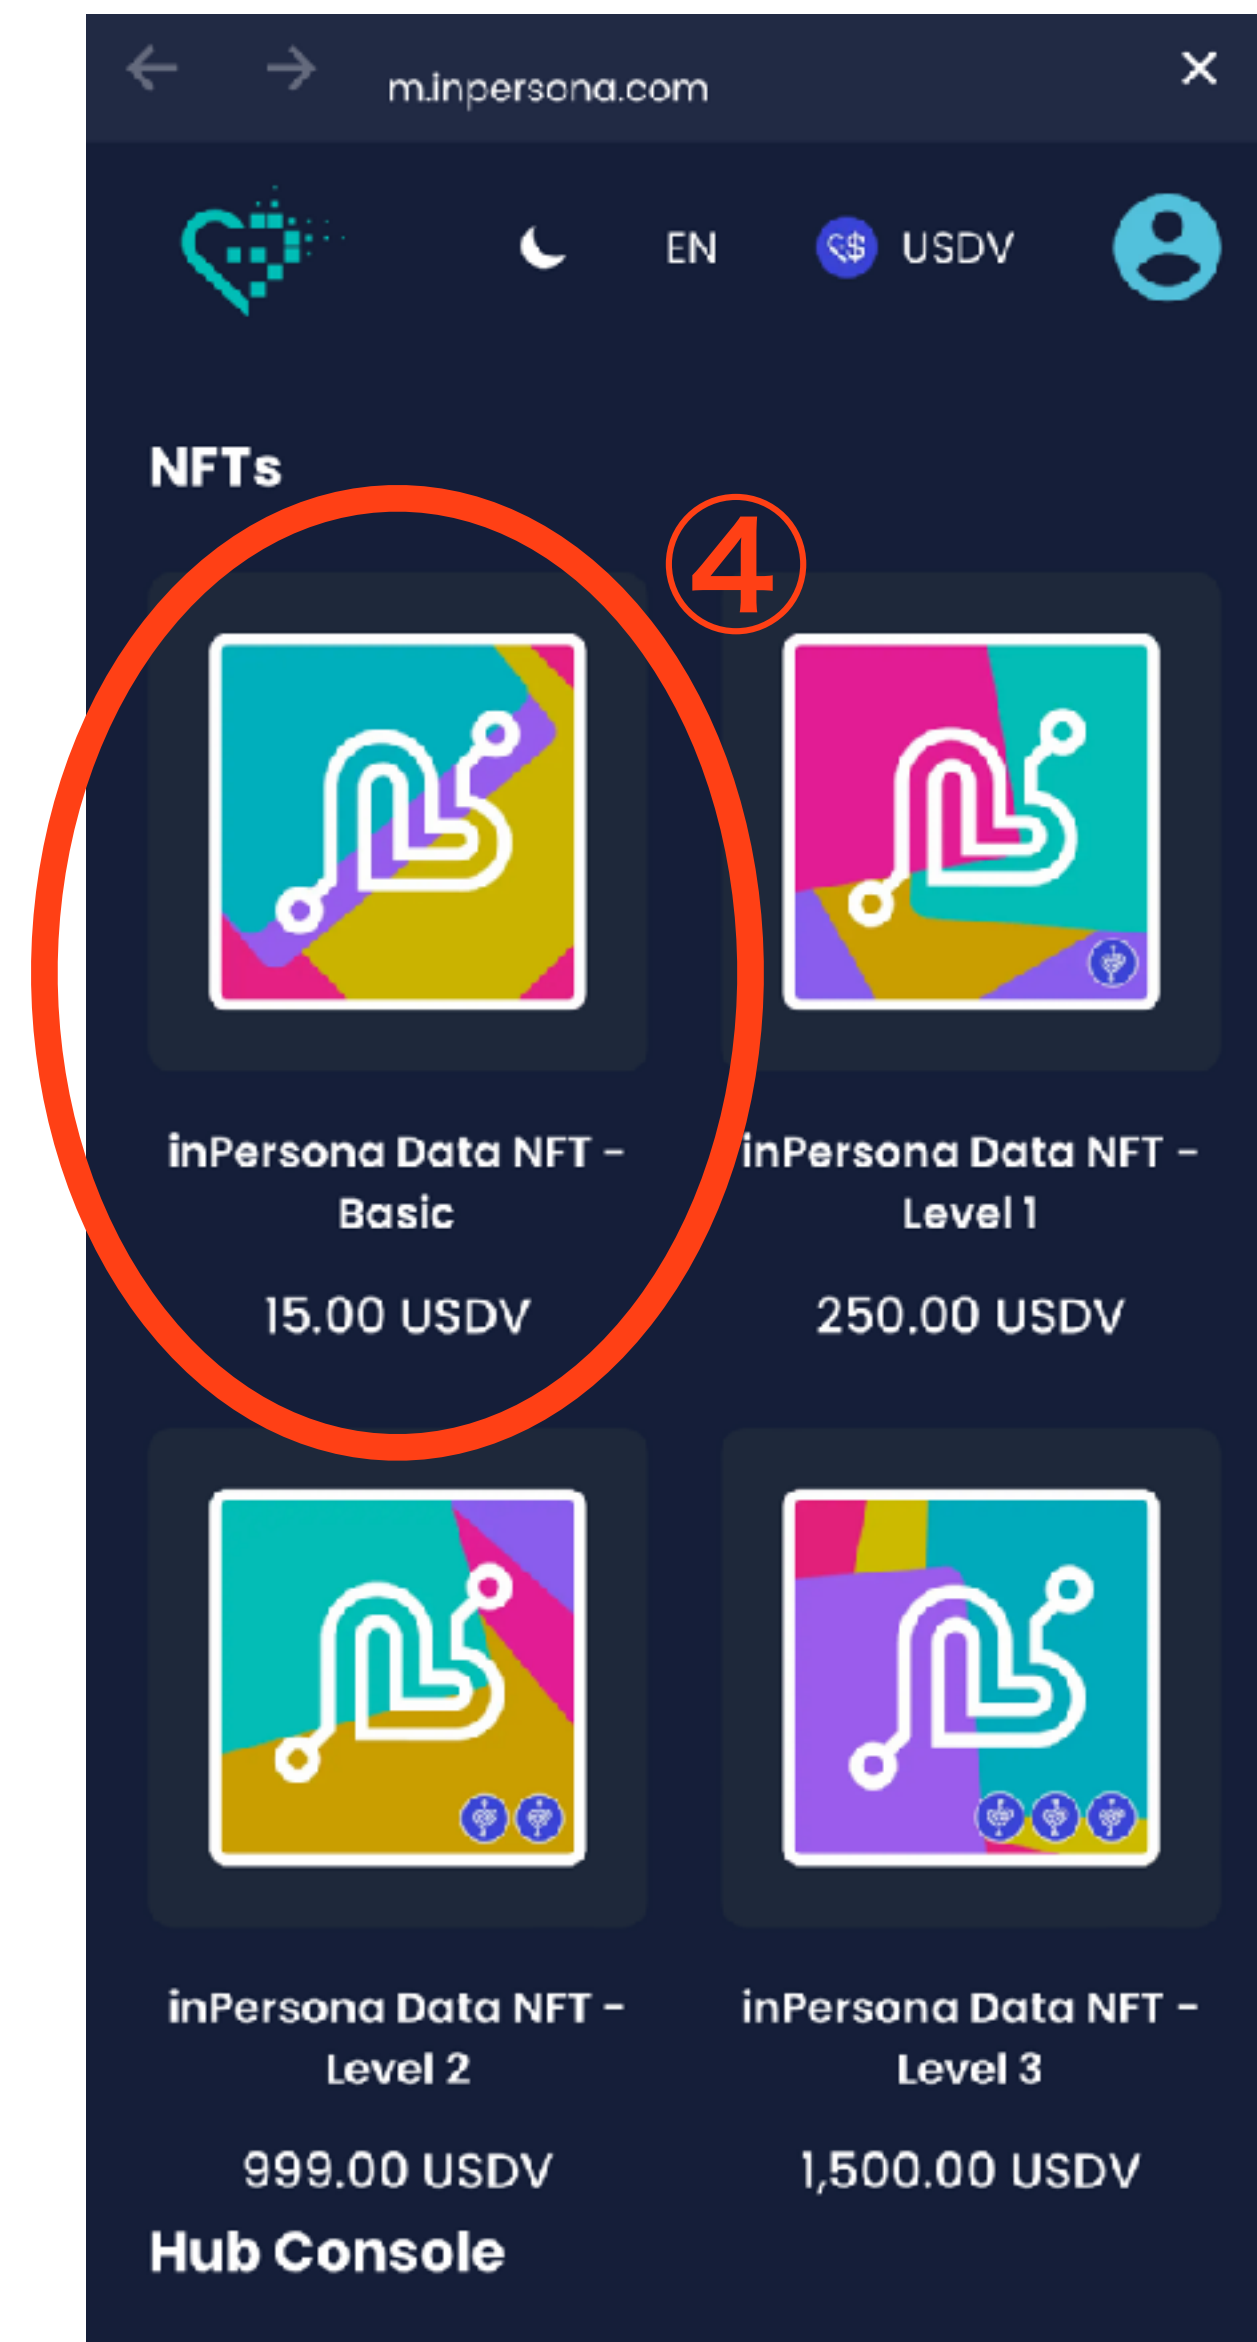 m.inpersona.com
EN
USDV
NFTs
④
inPersona Data NFT -
Basic
15.00 USDV
inPersona Data NFT -
Level 1
250.00 USDV
inPersona Data NFT -
Level 2
999.00 USDV
inPersona Data NFT -
Level 3
1,500.00 USDV
Hub Console